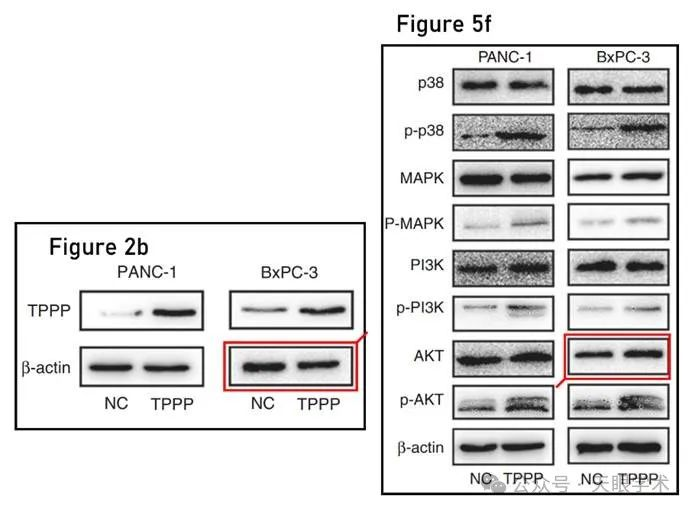 Figure 5f
PANC-1 BxPC-3
p38
p-p38
MAPK
P-MAPK
PI3K
p-PI3K
AKT
p-AKT
β-actin
NC TPPP NC TPPP
Figure 2b
PANC-1 BxPC-3
TPPP
β-actin
NC TPPP NC TPPP
公众号 · 天眼学术